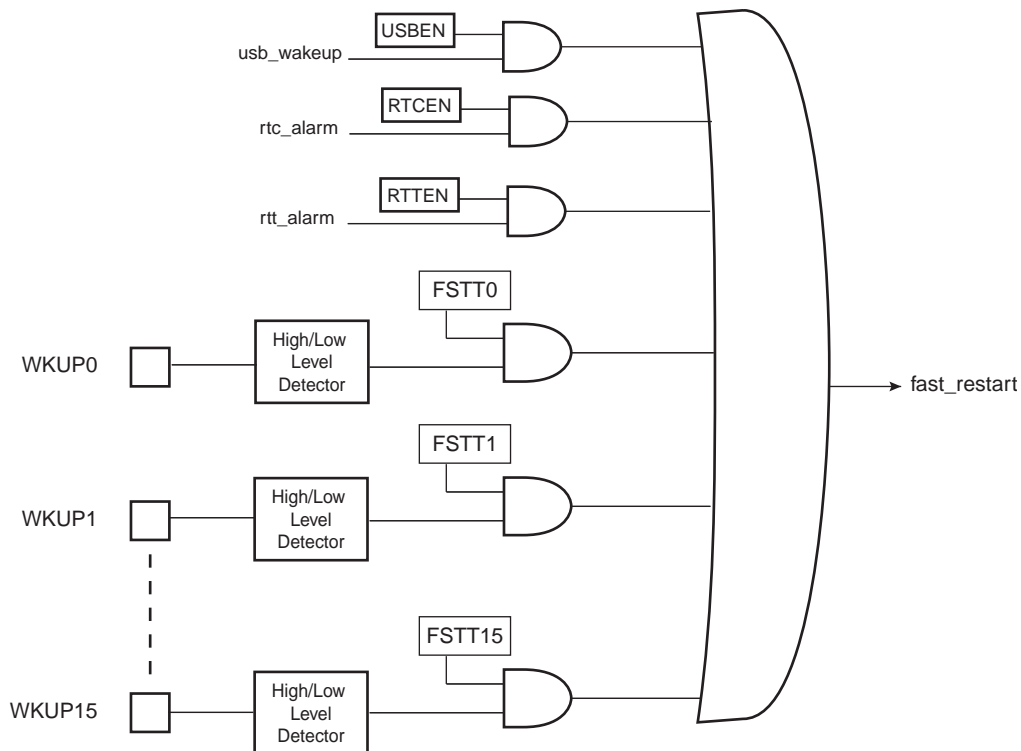 USBEN
usb_wakeup
RTCEN
rtc_alarm
RTTEN
rtt_alarm
FSTT0
WKUP0
High/Low
Level
Detector
fast_restart
FSTT1
WKUP1
High/Low
Level
Detector
FSTT15
WKUP15
High/Low
Level
Detector